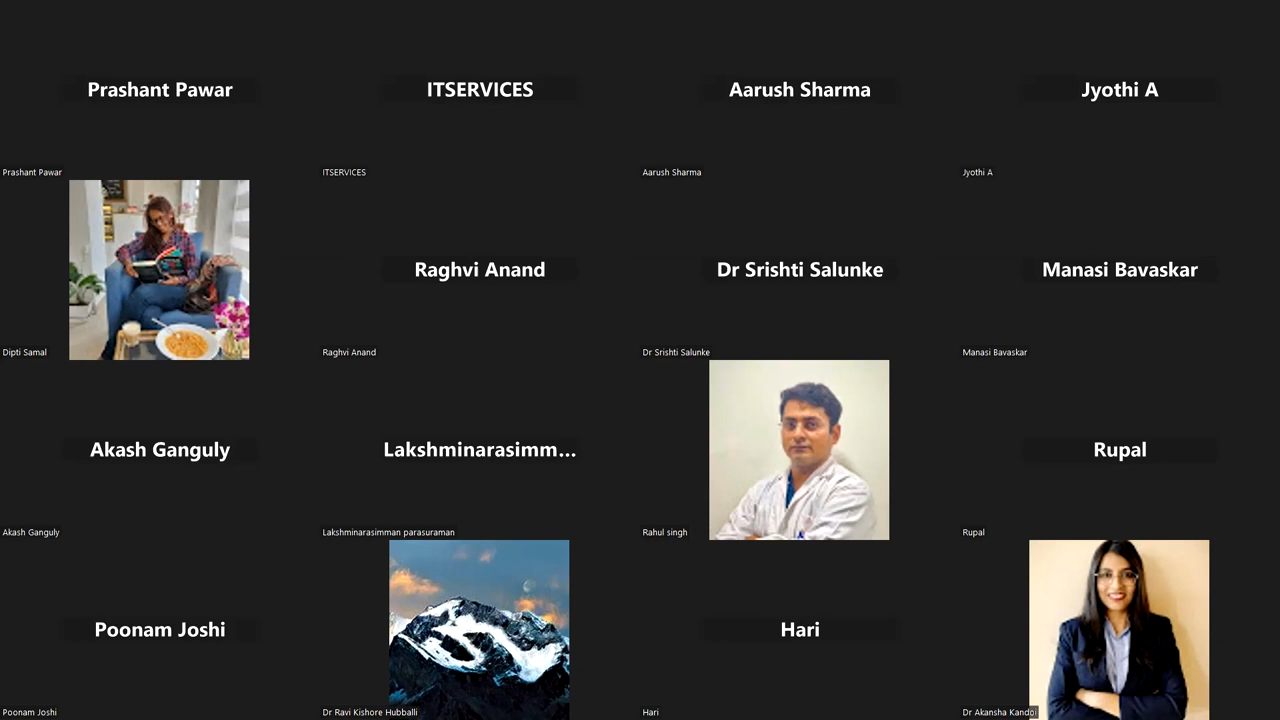 Prashant Pawar
ITSERVICES
Aarush Sharma
Jyothi A
Prashant Pawar
ITSERVICES
Aarush Sharma
Jyothi A
Raghvi Anand
Dr Srishti Salunke
Manasi Bavaskar
Dipti Samal
Raghvi Anand
Dr Srishti Salunke
Manasi Bavaskar
Akash Ganguly
Lakshminarasimm...
Rupal
Akash Ganguly
Lakshminarasimman parasuraman
Rahul singh
Rupal
Poonam Joshi
Hari
Poonam Joshi
Dr Ravi Kishore Hubballi
Hari
Dr Akansha Kandoi